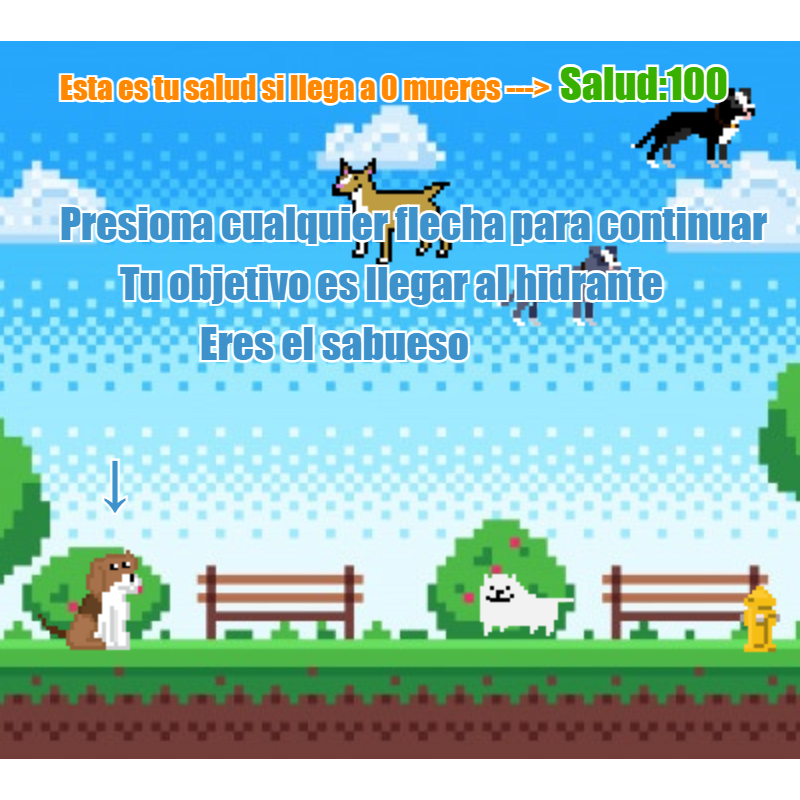 Esta es tu salud si llega a 0 mueres ---> Salud:100
Presiona cualquier flecha para continuar
Tu objetivo es llegar al hidrante
Eres el sabueso